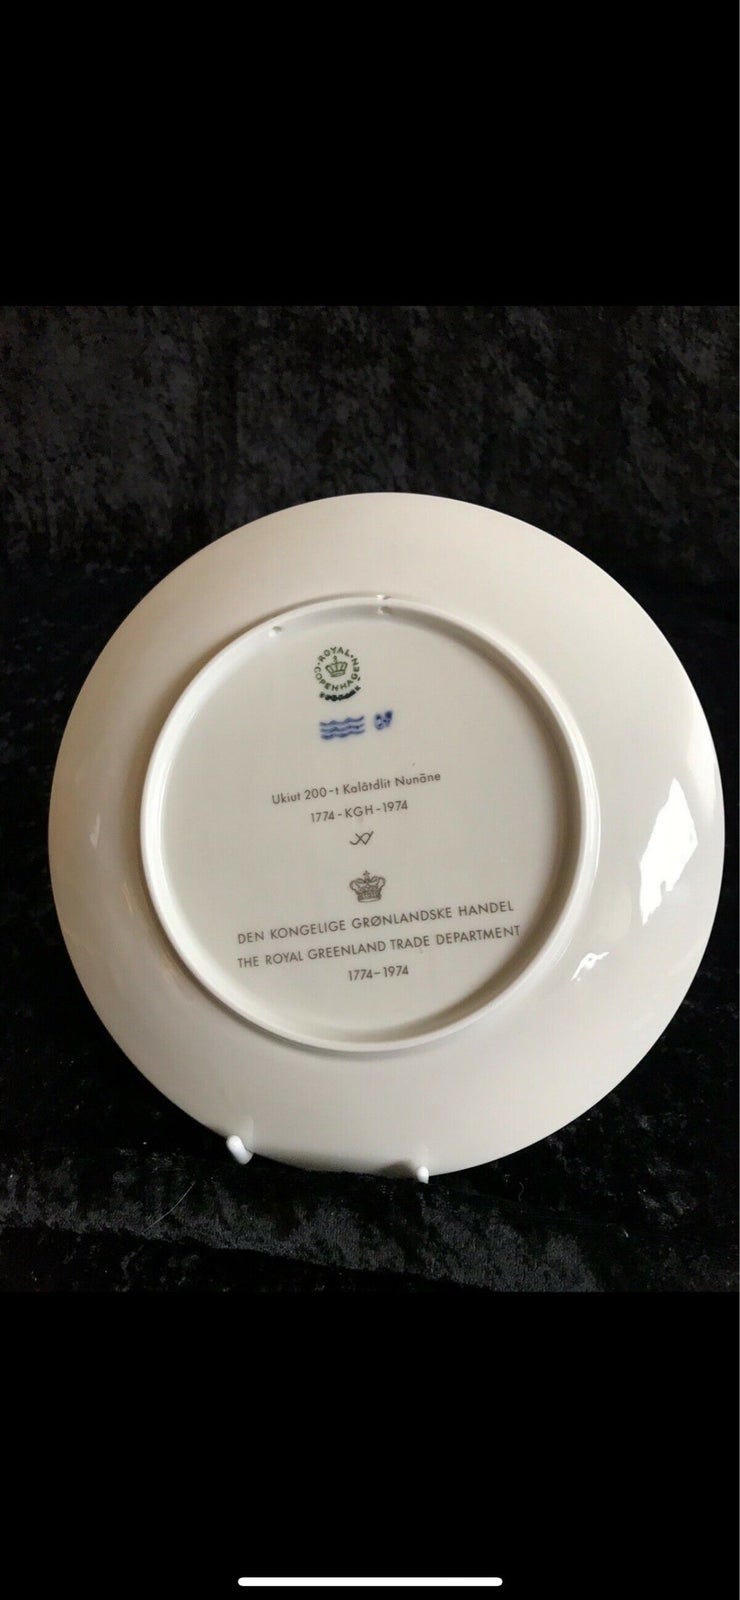 ROYAL COPENHAGEN
Ukiut 200-t Kalâtdlit Nunãne
1774-KGH-1974
DEN KONGELIGE GRØNLANDSKE HANDEL
THE ROYAL GREENLAND TRADE DEPARTMENT
1774-1974